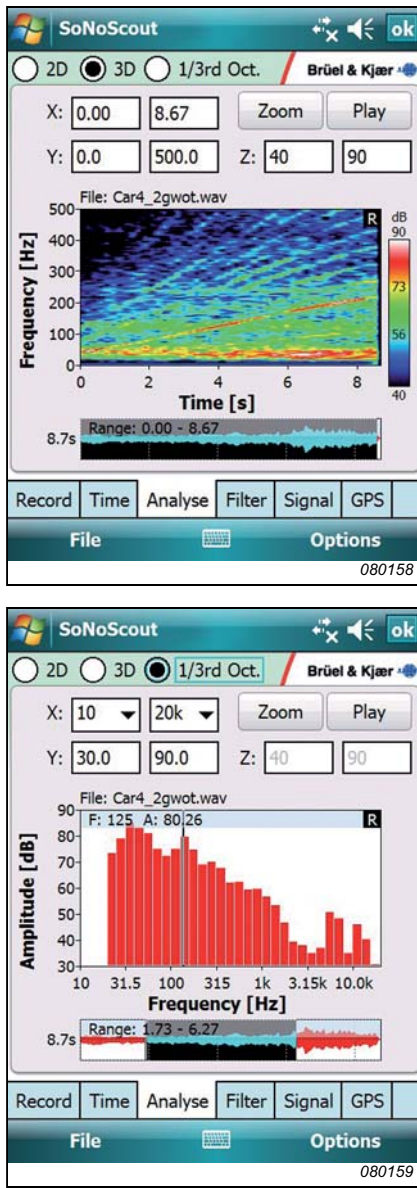 SoNoScout ok
2D 3D 1/3rd Oct. Brüel & Kjær
X: 0.00 8.67 Zoom Play
Y: 0.0 500.0 Z: 40 90
File: Car4_2gwot.wav
R
dB
90
73
56
40
Frequency [Hz]
500
400
300
200
100
0
0 2 4 6 8
Time [s]
Range: 0.00 - 8.67
8.7s
Record Time Analyse Filter Signal GPS
File Options
080158
SoNoScout ok
2D 3D 1/3rd Oct. Brüel & Kjær
X: 10 20k Zoom Play
Y: 30.0 90.0 Z: 40 90
File: Car4_2gwot.wav
F: 125 A: 80.26 R
Amplitude [dB]
90
80
70
60
50
40
30
10 31.5 100 315 1k 3.15k 10.0k
Frequency [Hz]
Range: 1.73 - 6.27
8.7s
Record Time Analyse Filter Signal GPS
File Options
080159